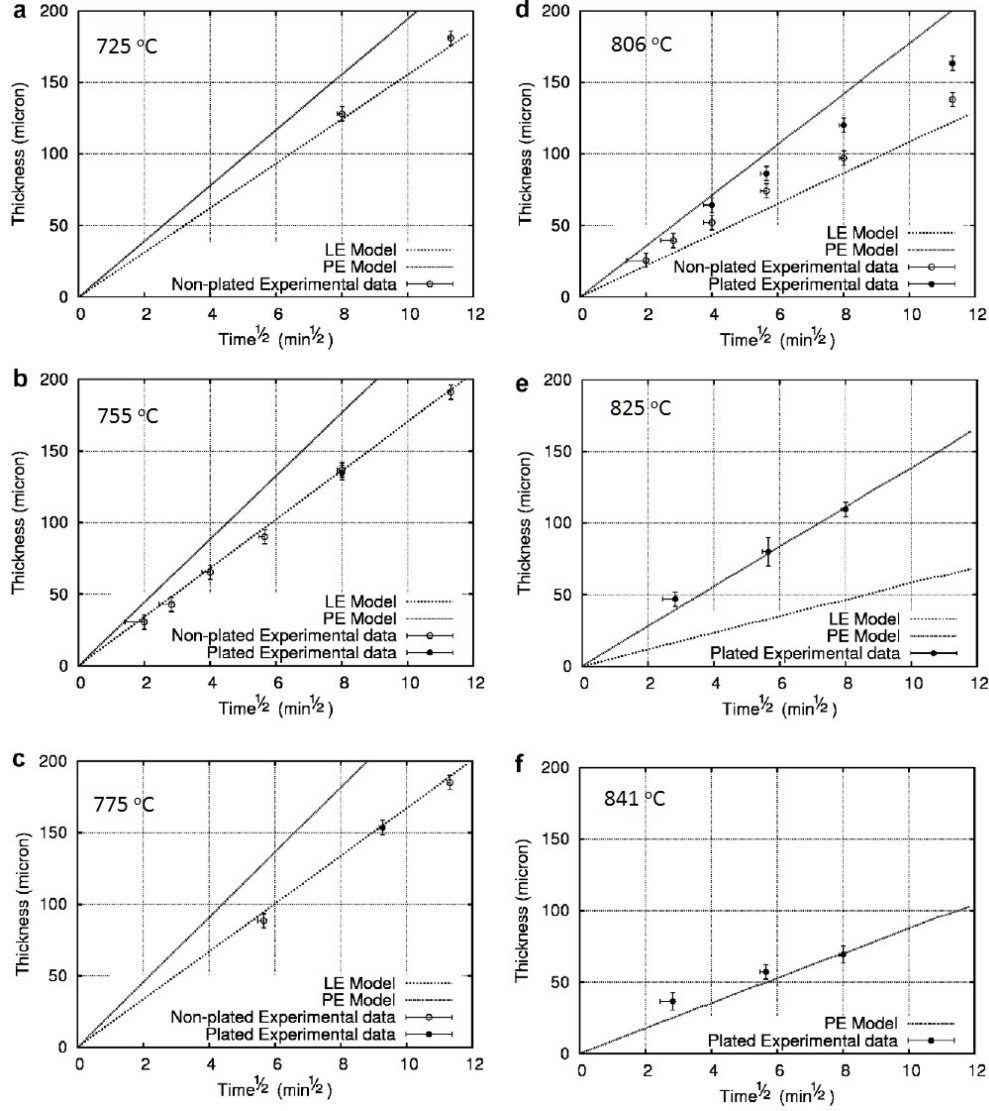 a
725 °C
Thickness (micron)
200
150
100
50
0
LE Model
PE Model
Non-plated Experimental data
0 2 4 6 8 10 12
Time½ (min½)
d
806 °C
Thickness (micron)
200
150
100
50
0
LE Model
PE Model
Non-plated Experimental data
Plated Experimental data
0 2 4 6 8 10 12
Time½ (min½)
b
755 °C
Thickness (micron)
200
150
100
50
0
LE Model
PE Model
Non-plated Experimental data
Plated Experimental data
0 2 4 6 8 10 12
Time½ (min½)
e
825 °C
Thickness (micron)
200
150
100
50
0
LE Model
PE Model
Plated Experimental data
0 2 4 6 8 10 12
Time½ (min½)
c
775 °C
Thickness (micron)
200
150
100
50
0
LE Model
PE Model
Non-plated Experimental data
Plated Experimental data
0 2 4 6 8 10 12
Time½ (min½)
f
841 °C
Thickness (micron)
200
150
100
50
0
PE Model
Plated Experimental data
0 2 4 6 8 10 12
Time½ (min½)